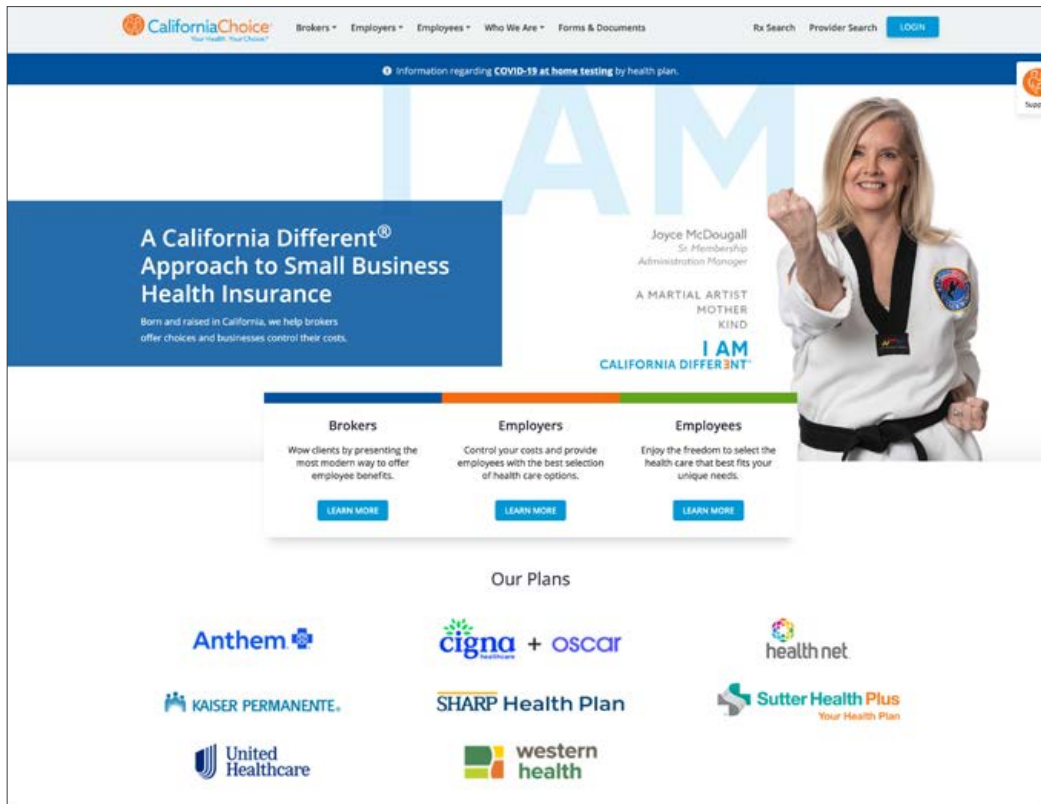 CaliforniaChoice®
Your Health. Your Choice.®
Brokers Employers Employees Who We Are Forms & Documents
Rx Search Provider Search LOGIN
Information regarding COVID-19 at home testing by health plan.
I AM
A California Different®
Approach to Small Business
Health Insurance
Born and raised in California, we help brokers
offer choices and businesses control their costs.
Joyce McDougall
Sr. Membership
Administration Manager
A MARTIAL ARTIST
MOTHER
KIND
I AM
CALIFORNIA DIFFERƎNT
Brokers
Wow clients by presenting the
most modern way to offer
employee benefits.
LEARN MORE
Employers
Control your costs and provide
employees with the best selection
of health care options.
LEARN MORE
Employees
Enjoy the freedom to select the
health care that best fits your
unique needs.
LEARN MORE
Our Plans
Anthem
cigna + oscar
healthcare
health net
KAISER PERMANENTE®
SHARP Health Plan
Sutter Health Plus
Your Health Plan
United
Healthcare
western
health